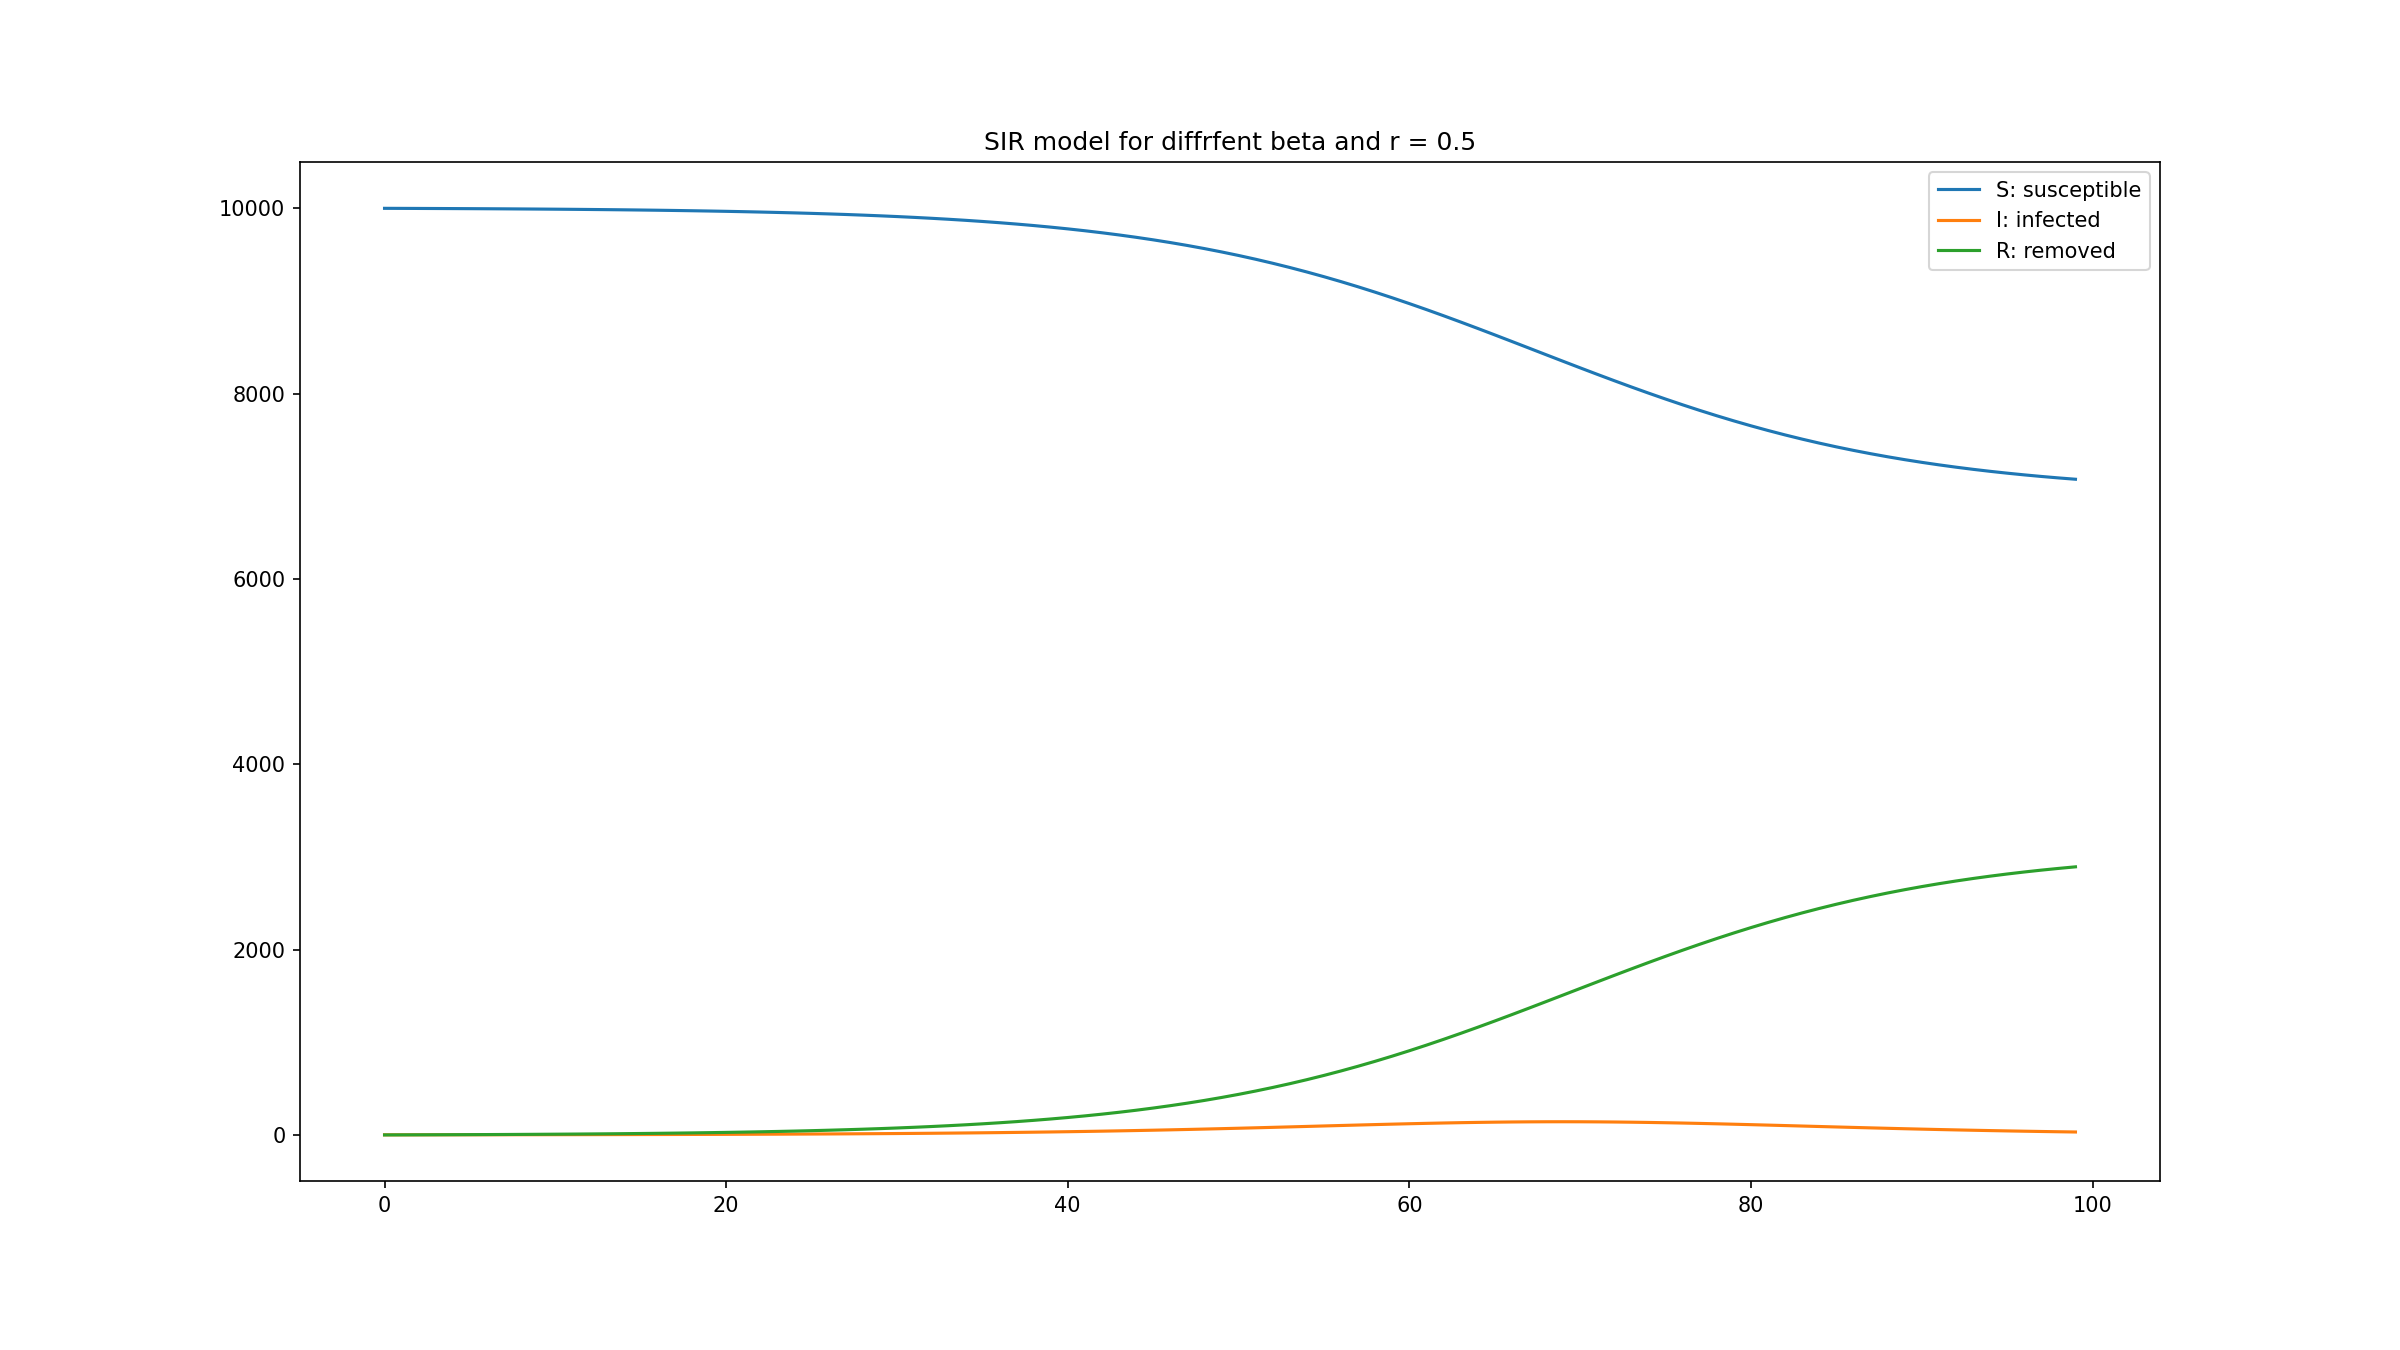 SIR model for diffrfent beta and r = 0.5
S: susceptible
I: infected
R: removed
10000
8000
6000
4000
2000
0
0 20 40 60 80 100